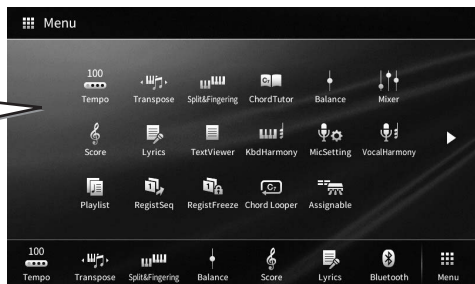 Menu
100
Tempo Transpose Split&Fingering ChordTutor Balance Mixer
Score Lyrics TextViewer KbdHarmony MicSetting VocalHarmony
Playlist RegistSeq RegistFreeze Chord Looper Assignable
100
Tempo Transpose Split&Fingering Balance Score Lyrics Bluetooth Menu